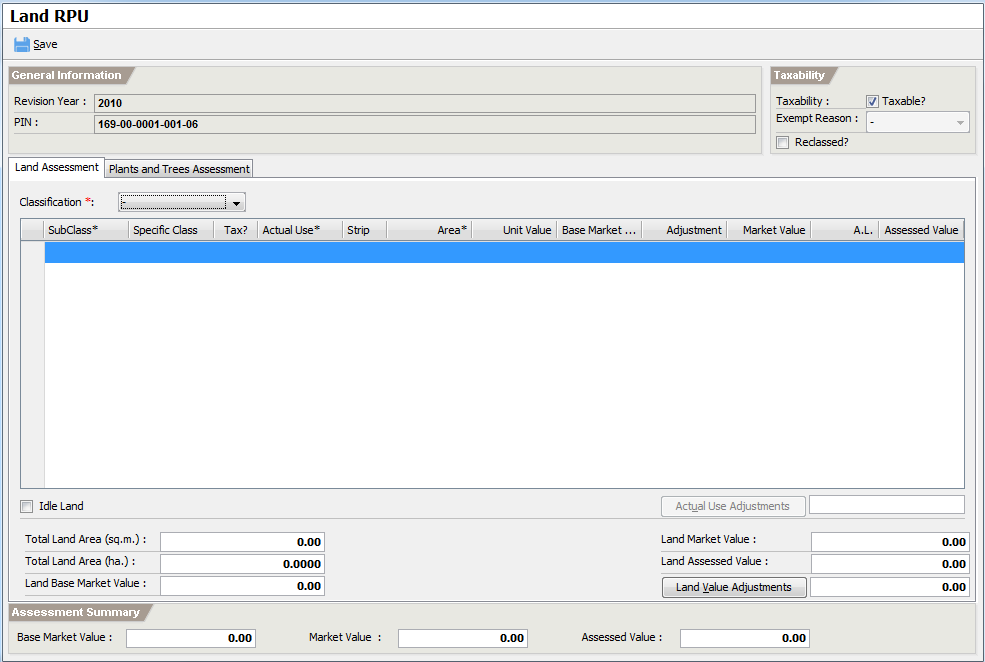 Land RPU
Save
General Information
Revision Year : 2010
PIN : 169-00-0001-001-06
Taxability
Taxability : Taxable?
Exempt Reason : -
Reclassed?
Land Assessment Plants and Trees Assessment
Classification *: -
SubClass* Specific Class Tax? Actual Use* Strip Area* Unit Value Base Market ... Adjustment Market Value A.L. Assessed Value
Idle Land Actual Use Adjustments
Total Land Area (sq.m.) : 0.00 Land Market Value : 0.00
Total Land Area (ha.) : 0.0000 Land Assessed Value : 0.00
Land Base Market Value : 0.00 Land Value Adjustments 0.00
Assessment Summary
Base Market Value : 0.00 Market Value : 0.00 Assessed Value : 0.00